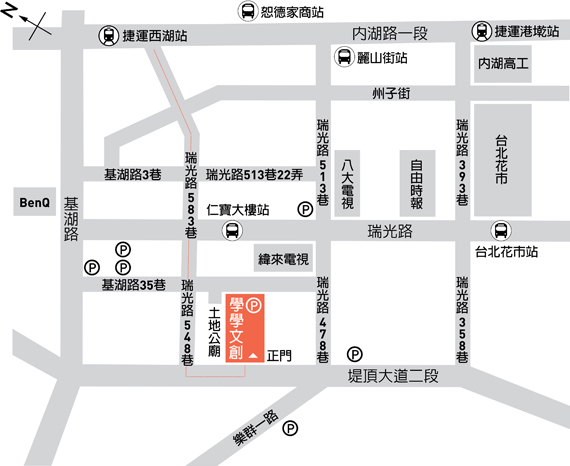 N
恕德家商站
捷運西湖站
内湖路一段
捷運港墘站
麗山街站
内湖高工
州子街
瑞光路513巷
瑞光路393巷
台北花市
基湖路3巷
瑞光路583巷
瑞光路513巷22弄
八大電視
自由時報
BenQ
基湖路
仁寶大樓站
P
瑞光路
台北花市站
緯來電視
P
P
P
基湖路35巷
瑞光路548巷
土地公廟
學學文創
P
正門
瑞光路478巷
瑞光路358巷
P
堤頂大道二段
樂群一路
P